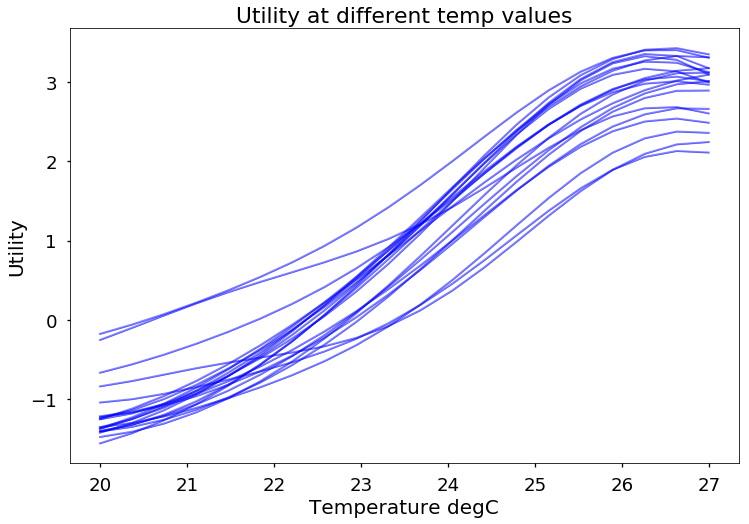 Utility at different temp values
3
2
1
0
−1
Utility
20 21 22 23 24 25 26 27
Temperature degC